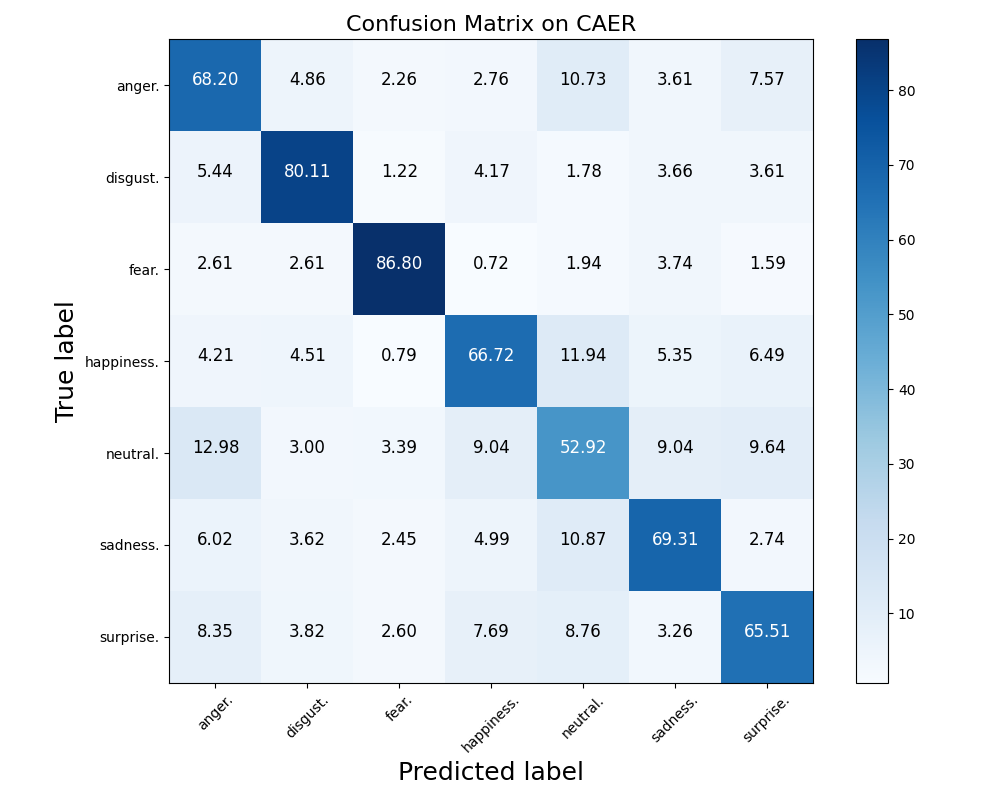 Confusion Matrix on CAER
True label
anger. 68.20 4.86 2.26 2.76 10.73 3.61 7.57
disgust. 5.44 80.11 1.22 4.17 1.78 3.66 3.61
fear. 2.61 2.61 86.80 0.72 1.94 3.74 1.59
happiness. 4.21 4.51 0.79 66.72 11.94 5.35 6.49
neutral. 12.98 3.00 3.39 9.04 52.92 9.04 9.64
sadness. 6.02 3.62 2.45 4.99 10.87 69.31 2.74
surprise. 8.35 3.82 2.60 7.69 8.76 3.26 65.51
anger. disgust. fear. happiness. neutral. sadness. surprise.
Predicted label
80
70
60
50
40
30
20
10